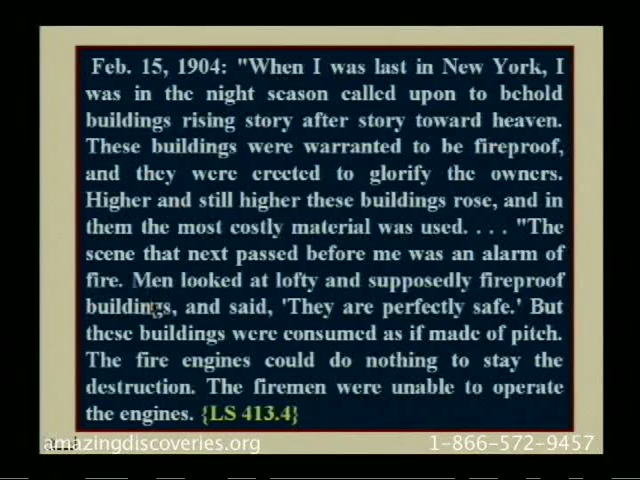 Feb. 15, 1904: "When I was last in New York, I
was in the night season called upon to behold
buildings rising story after story toward heaven.
These buildings were warranted to be fireproof,
and they were erected to glorify the owners.
Higher and still higher these buildings rose, and in
them the most costly material was used. . . . "The
scene that next passed before me was an alarm of
fire. Men looked at lofty and supposedly fireproof
buildings, and said, 'They are perfectly safe.' But
these buildings were consumed as if made of pitch.
The fire engines could do nothing to stay the
destruction. The firemen were unable to operate
the engines. {LS 413.4}
amazingdiscoveries.org 1-866-572-9457